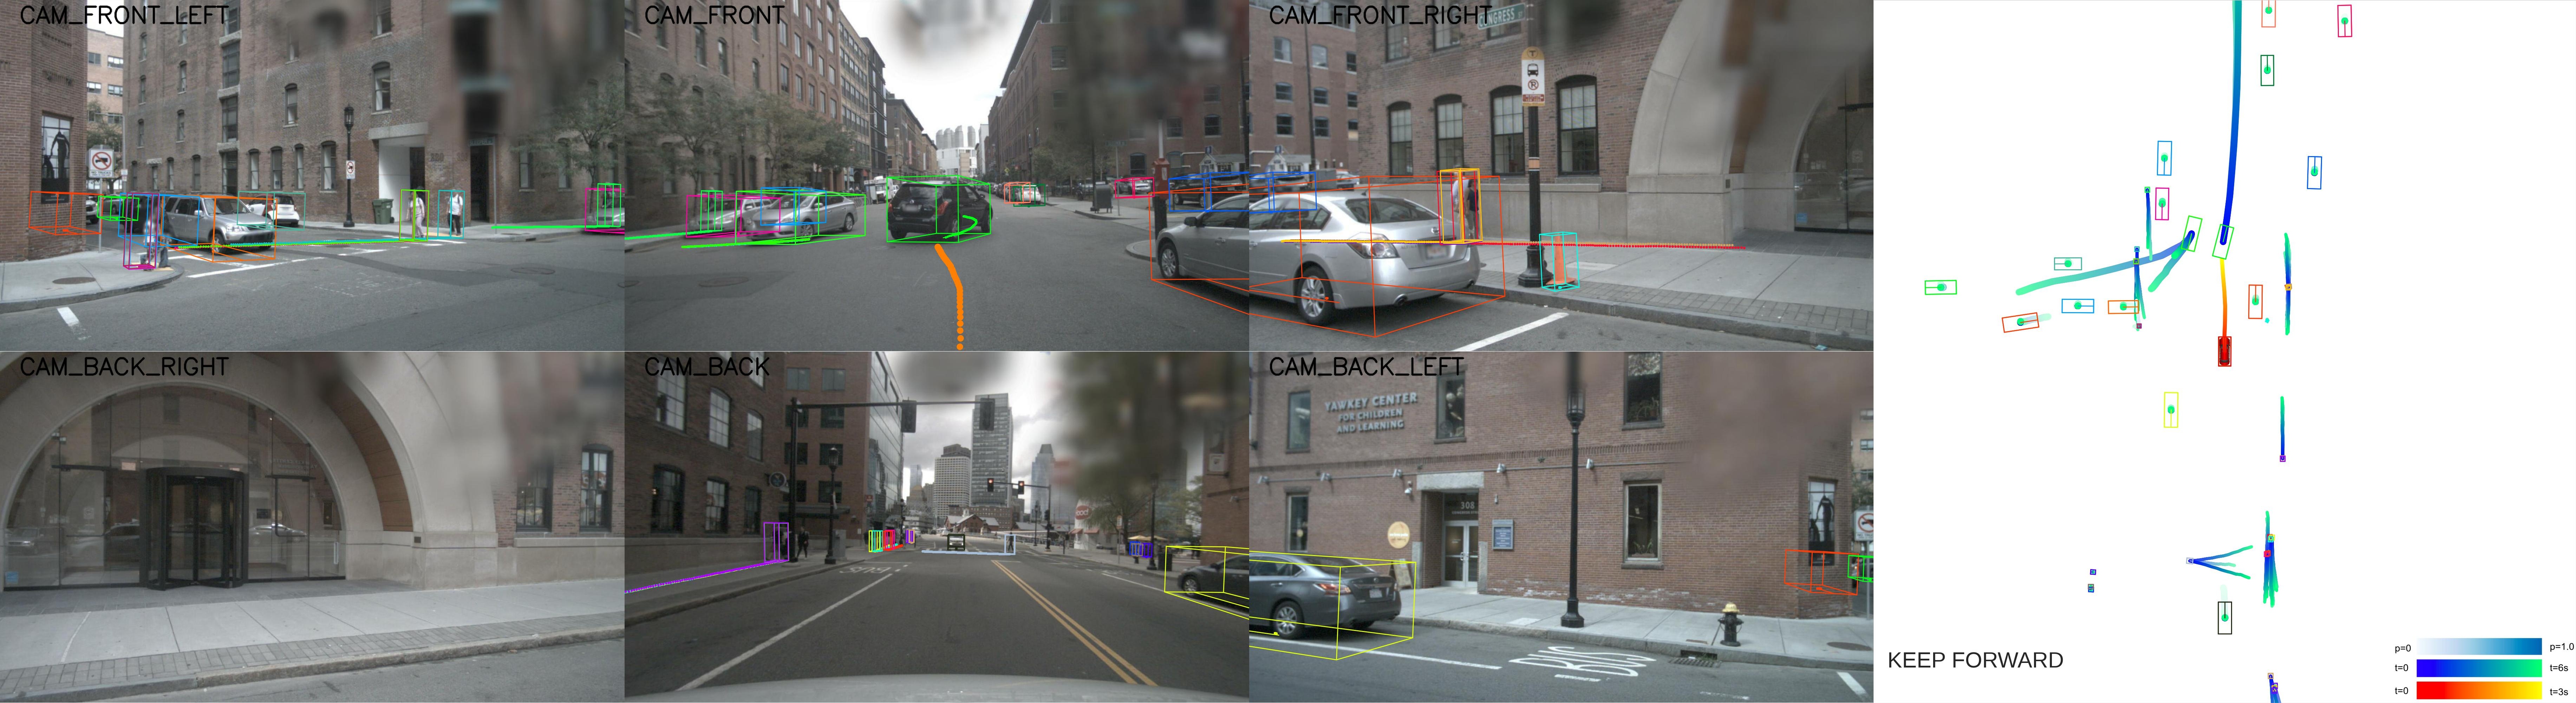 CAM_FRONT_LEFT
CAM_FRONT
CAM_FRONT_RIGHT
CONGRESS
CAM_BACK_RIGHT
CAM_BACK
CAM_BACK_LEFT
YAWKEY CENTER
FOR CHILDREN
AND LEARNING
308
BUS
KEEP FORWARD
p=0
p=1.0
t=0
t=6s
t=0
t=3s